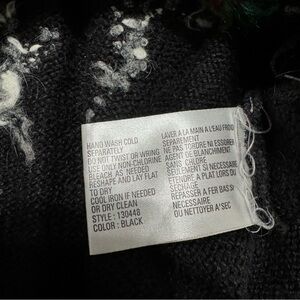 HAND WASH COLD
SEPARATELY
DO NOT TWIST OR WRING
USE ONLY NON-CHLORINE
BLEACH AS NEEDED
RESHAPE AND LAY FLAT
TO DRY
COOL IRON IF NEEDED
OR DRY CLEAN
STYLE : 130448
COLOR : BLACK
LAVER A LA MAIN A L'EAU FROID
SEPAREMENT
NE PAS TORDRE NI ESSORER
AGENT DE BLANCHIMENT
SANS CHLORE
SEULEMENT SI NECESSAIRE
ETENDRE A PLAT LORS DU
SECHAGE
REPASSER A FER BAS SI
NECESSAIRE
OU NETTOYER A'SEC